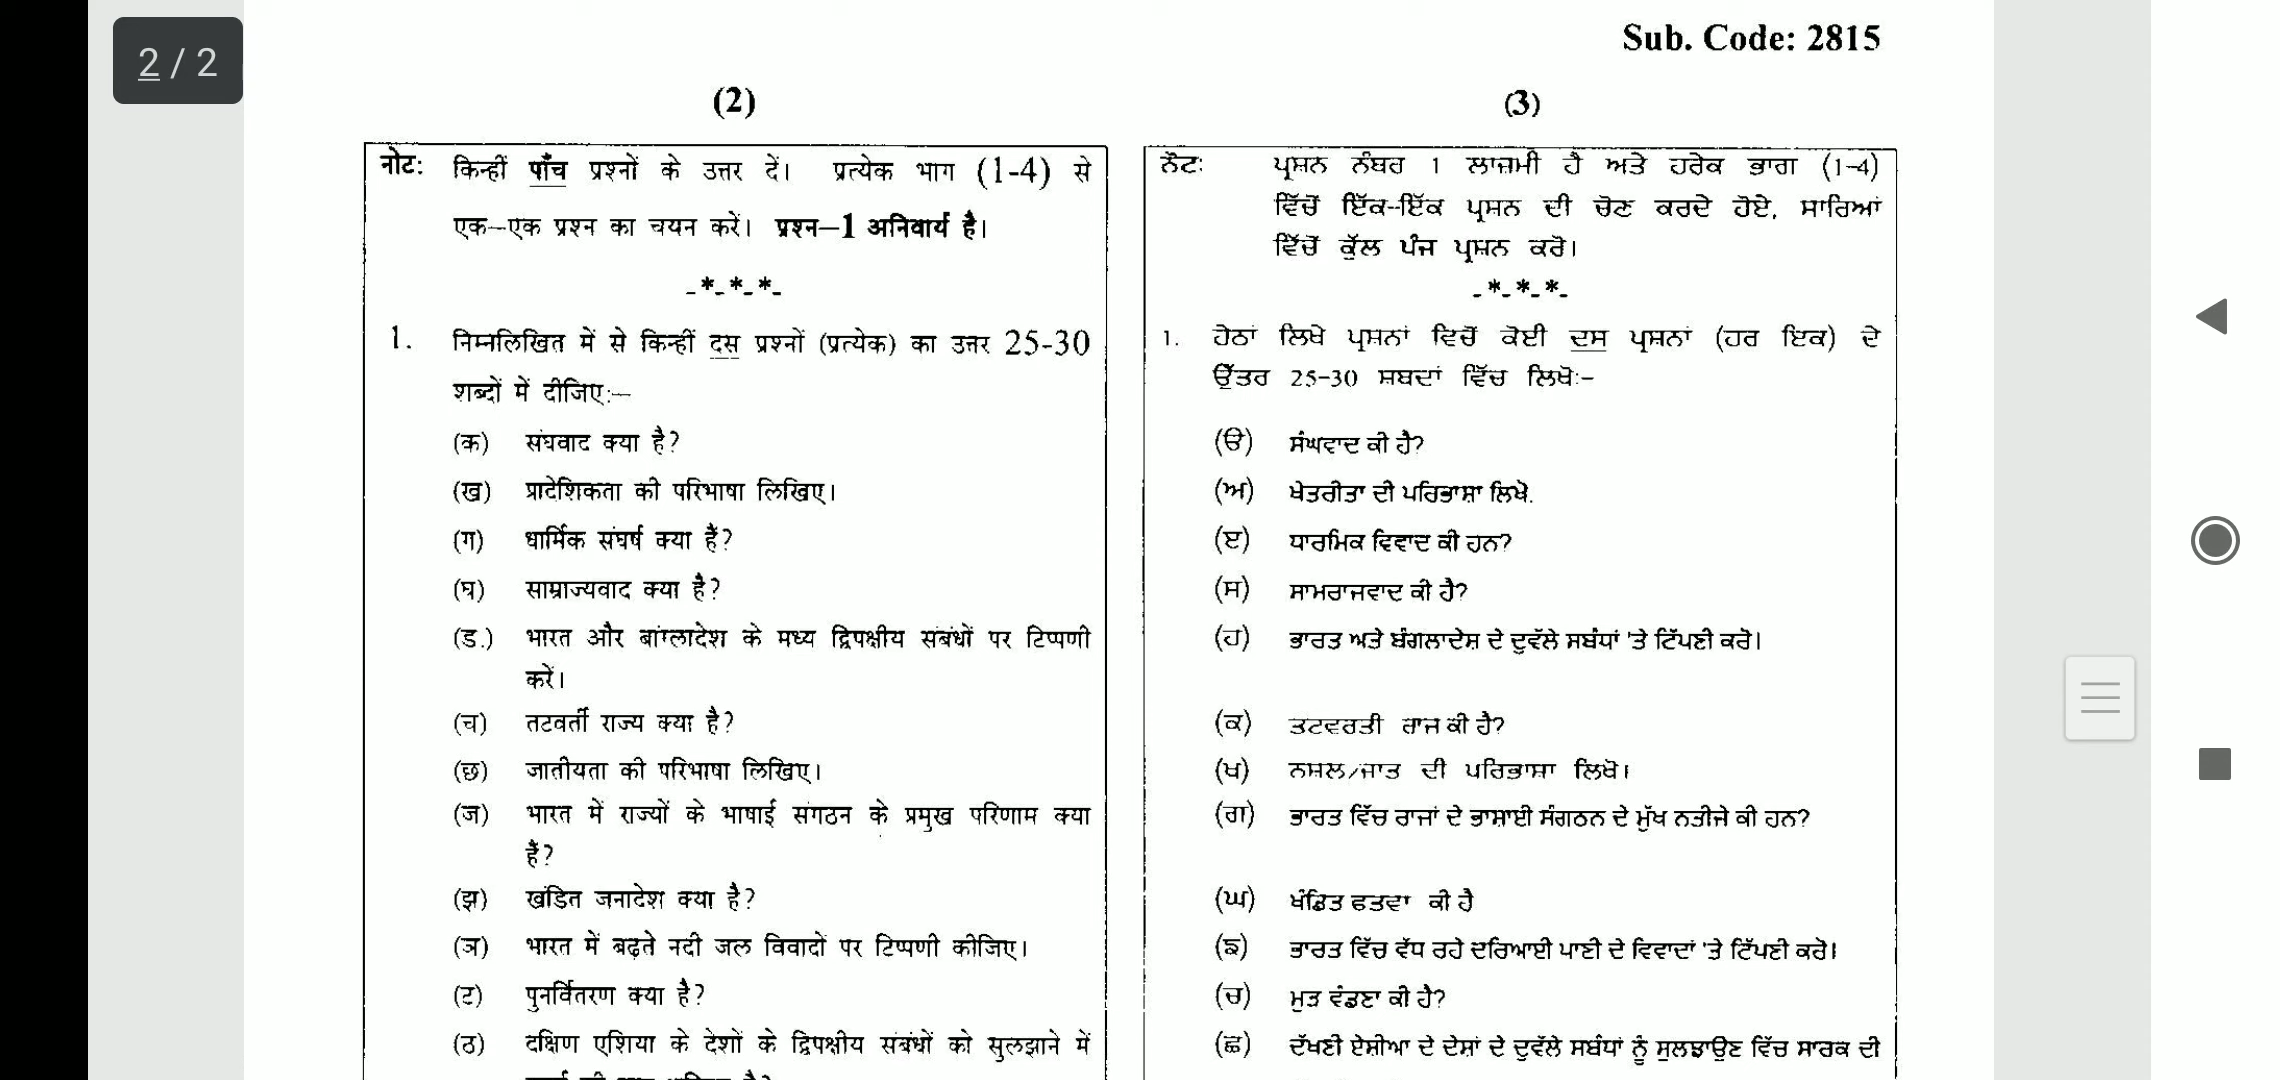 2 / 2
Sub. Code: 2815
(2)
नोट: किन्हीं पाँच प्रश्नों के उत्तर दें। प्रत्येक भाग (1-4) से
एक–एक प्रश्न का चयन करें। प्रश्न–1 अनिवार्य है।
_*_*_*_
1. निम्नलिखित में से किन्हीं दस प्रश्नों (प्रत्येक) का उत्तर 25-30
शब्दों में दीजिए:–
(क) संघवाद क्या है?
(ख) प्रादेशिकता की परिभाषा लिखिए।
(ग) धार्मिक संघर्ष क्या हैं?
(घ) साम्राज्यवाद क्या है?
(ड.) भारत और बांग्लादेश के मध्य द्विपक्षीय संबंधों पर टिप्पणी
करें।
(च) तटवर्ती राज्य क्या है?
(छ) जातीयता की परिभाषा लिखिए।
(ज) भारत में राज्यों के भाषाई संगठन के प्रमुख परिणाम क्या
हैं?
(झ) खंडित जनादेश क्या है?
(ञ) भारत में बढ़ते नदी जल विवादों पर टिप्पणी कीजिए।
(ट) पुनर्वितरण क्या है?
(ठ) दक्षिण एशिया के देशों के द्विपक्षीय संबंधों को सुलझाने में
(3)
ਨੋਟ: ਪ੍ਰਸ਼ਨ ਨੰਬਰ 1 ਲਾਜ਼ਮੀ ਹੈ ਅਤੇ ਹਰੇਕ ਭਾਗ (1-4)
ਵਿੱਚੋਂ ਇੱਕ-ਇੱਕ ਪ੍ਰਸ਼ਨ ਦੀ ਚੋਣ ਕਰਦੇ ਹੋਏ, ਸਾਰਿਆਂ
ਵਿੱਚੋਂ ਕੁੱਲ ਪੰਜ ਪ੍ਰਸ਼ਨ ਕਰੋ।
_*_*_*_
1. ਹੇਠਾਂ ਲਿਖੇ ਪ੍ਰਸ਼ਨਾਂ ਵਿਚੋਂ ਕੋਈ ਦਸ ਪ੍ਰਸ਼ਨਾਂ (ਹਰ ਇਕ) ਦੇ
ਉੱਤਰ 25-30 ਸ਼ਬਦਾਂ ਵਿੱਚ ਲਿਖੋ:-
(ੳ) ਸੰਘਵਾਦ ਕੀ ਹੈ?
(ਅ) ਖੇਤਰੀਤਾ ਦੀ ਪਰਿਭਾਸ਼ਾ ਲਿਖੋ.
(ੲ) ਧਾਰਮਿਕ ਵਿਵਾਦ ਕੀ ਹਨ?
(ਸ) ਸਾਮਰਾਜਵਾਦ ਕੀ ਹੈ?
(ਹ) ਭਾਰਤ ਅਤੇ ਬੰਗਲਾਦੇਸ਼ ਦੇ ਦੁਵੱਲੇ ਸਬੰਧਾਂ 'ਤੇ ਟਿੱਪਣੀ ਕਰੋ।
(ਕ) ਤਟਵਰਤੀ ਰਾਜ ਕੀ ਹੈ?
(ਖ) ਨਸਲ/ਜਾਤ ਦੀ ਪਰਿਭਾਸ਼ਾ ਲਿਖੋ।
(ਗ) ਭਾਰਤ ਵਿੱਚ ਰਾਜਾਂ ਦੇ ਭਾਸ਼ਾਈ ਸੰਗਠਨ ਦੇ ਮੁੱਖ ਨਤੀਜੇ ਕੀ ਹਨ?
(ਘ) ਖੰਡਿਤ ਫਤਵਾ ਕੀ ਹੈ
(ਙ) ਭਾਰਤ ਵਿੱਚ ਵੱਧ ਰਹੇ ਦਰਿਆਈ ਪਾਣੀ ਦੇ ਵਿਵਾਦਾਂ 'ਤੇ ਟਿੱਪਣੀ ਕਰੋ।
(ਚ) ਮੁੜ ਵੰਡਣਾ ਕੀ ਹੈ?
(ਛ) ਦੱਖਣੀ ਏਸ਼ੀਆ ਦੇ ਦੇਸ਼ਾਂ ਦੇ ਦੁਵੱਲੇ ਸਬੰਧਾਂ ਨੂੰ ਸੁਲਝਾਉਣ ਵਿੱਚ ਸਾਰਕ ਦੀ